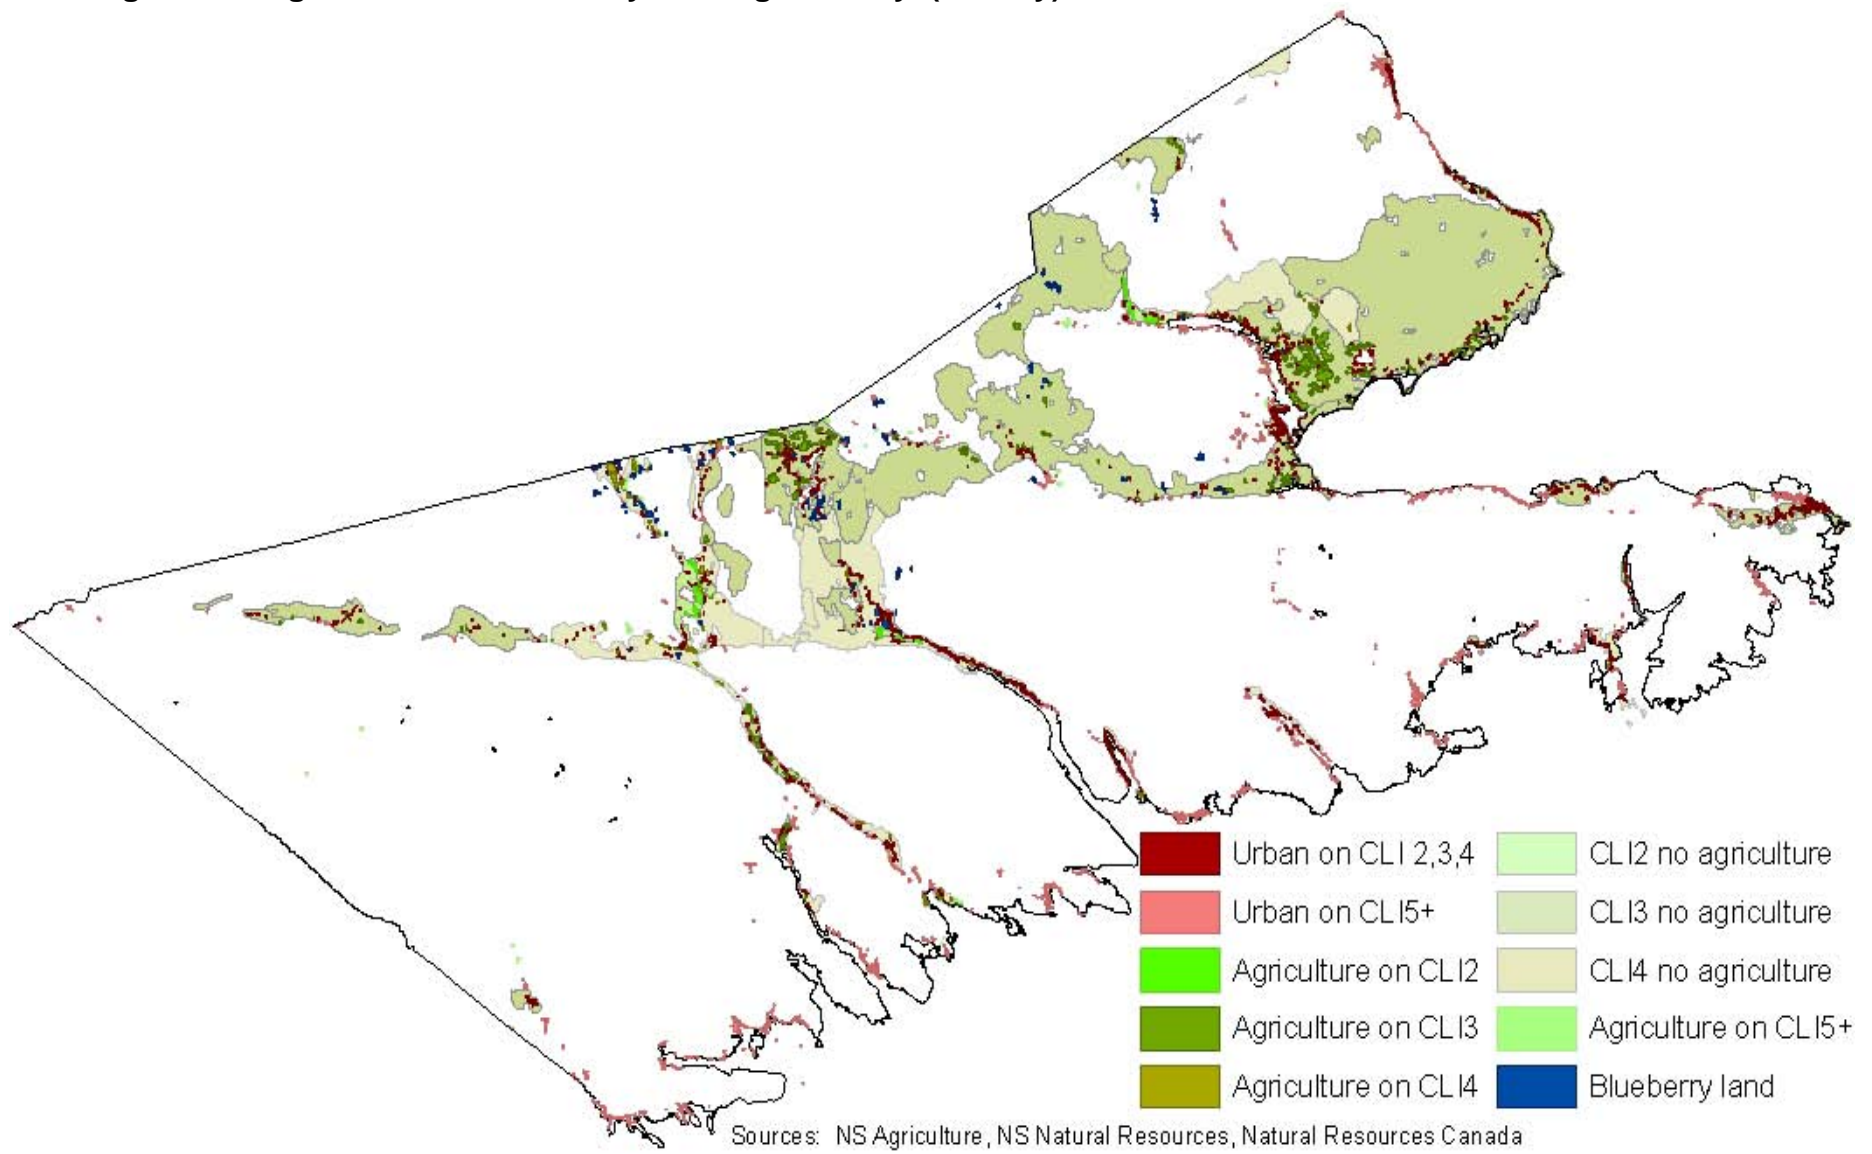 Urban on CLI 2,3,4
CLI2 no agriculture
Urban on CLI5+
CLI3 no agriculture
Agriculture on CLI2
CLI4 no agriculture
Agriculture on CLI3
Agriculture on CLI5+
Agriculture on CLI4
Blueberry land
Sources: NS Agriculture, NS Natural Resources, Natural Resources Canada